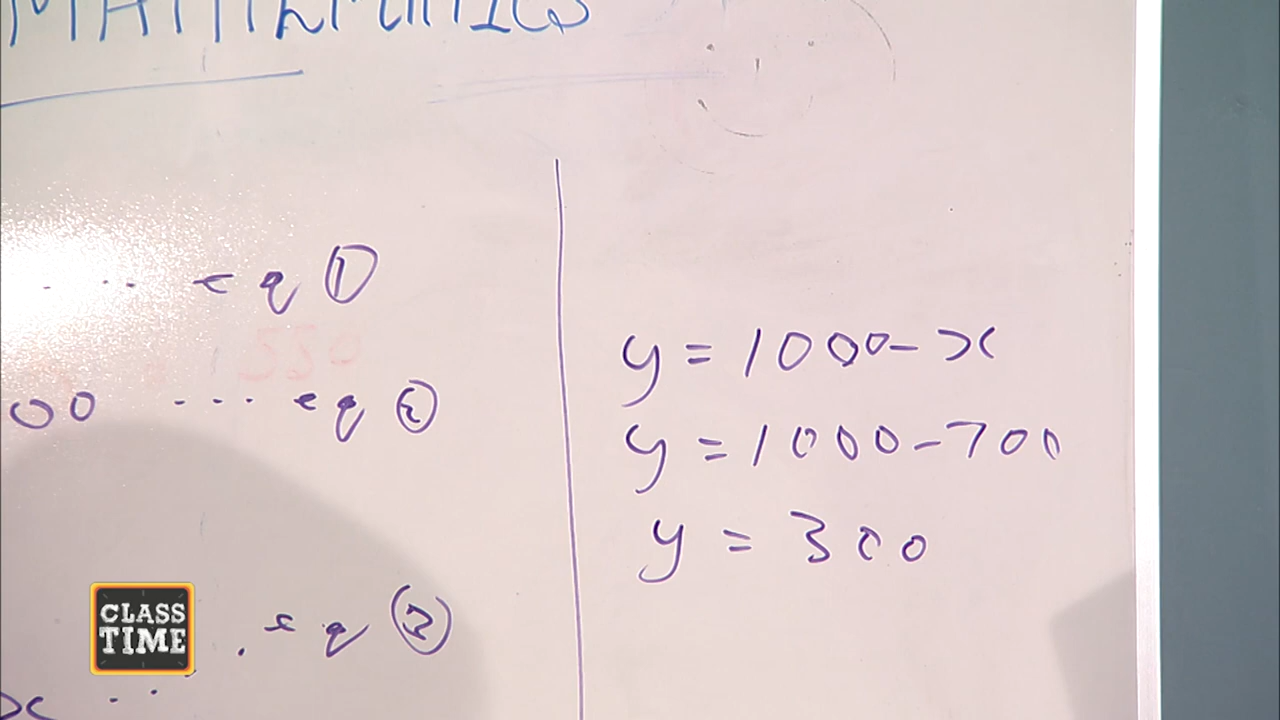 MATHEMATICS
... eq ①
00 ... eq ②
. eq ②
x ..
y = 1000 - x
y = 1000 - 700
y = 300
CLASS
TIME